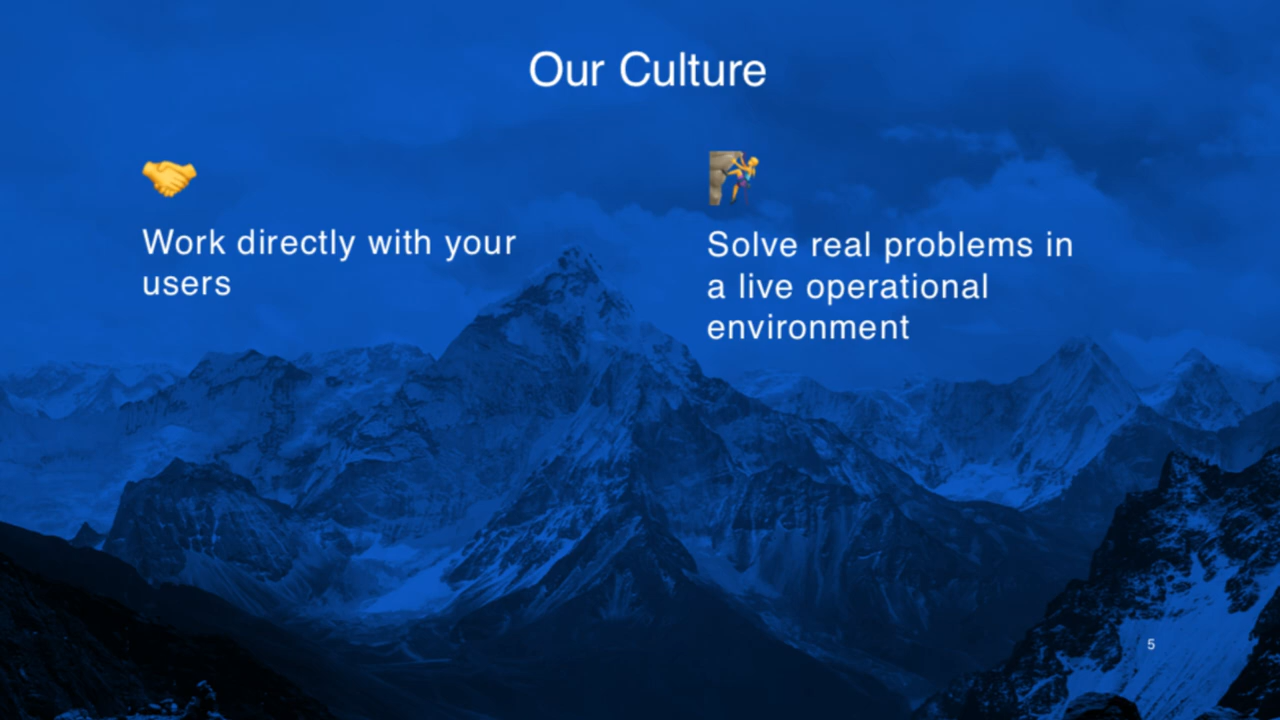 Our Culture
Work directly with your
users
Solve real problems in
a live operational
environment
5